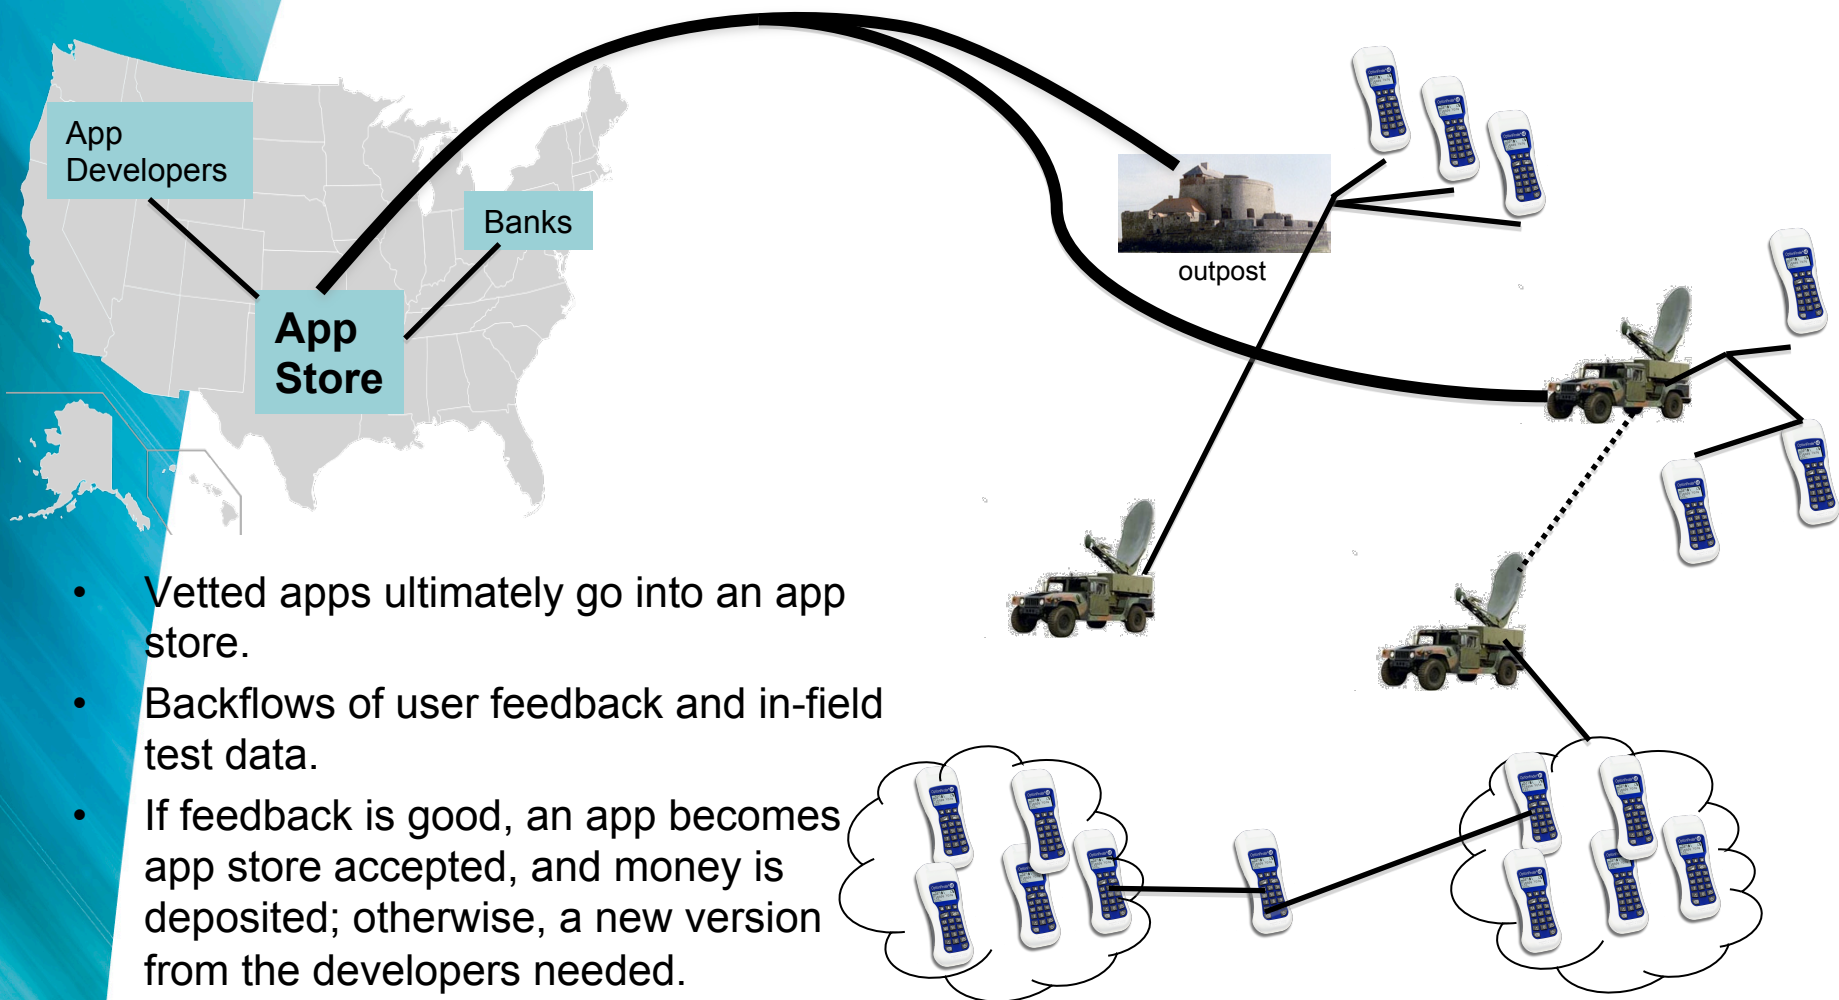 App
Developers
Banks
App
Store
outpost
• Vetted apps ultimately go into an app
store.
• Backflows of user feedback and in-field
test data.
• If feedback is good, an app becomes
app store accepted, and money is
deposited; otherwise, a new version
from the developers needed.